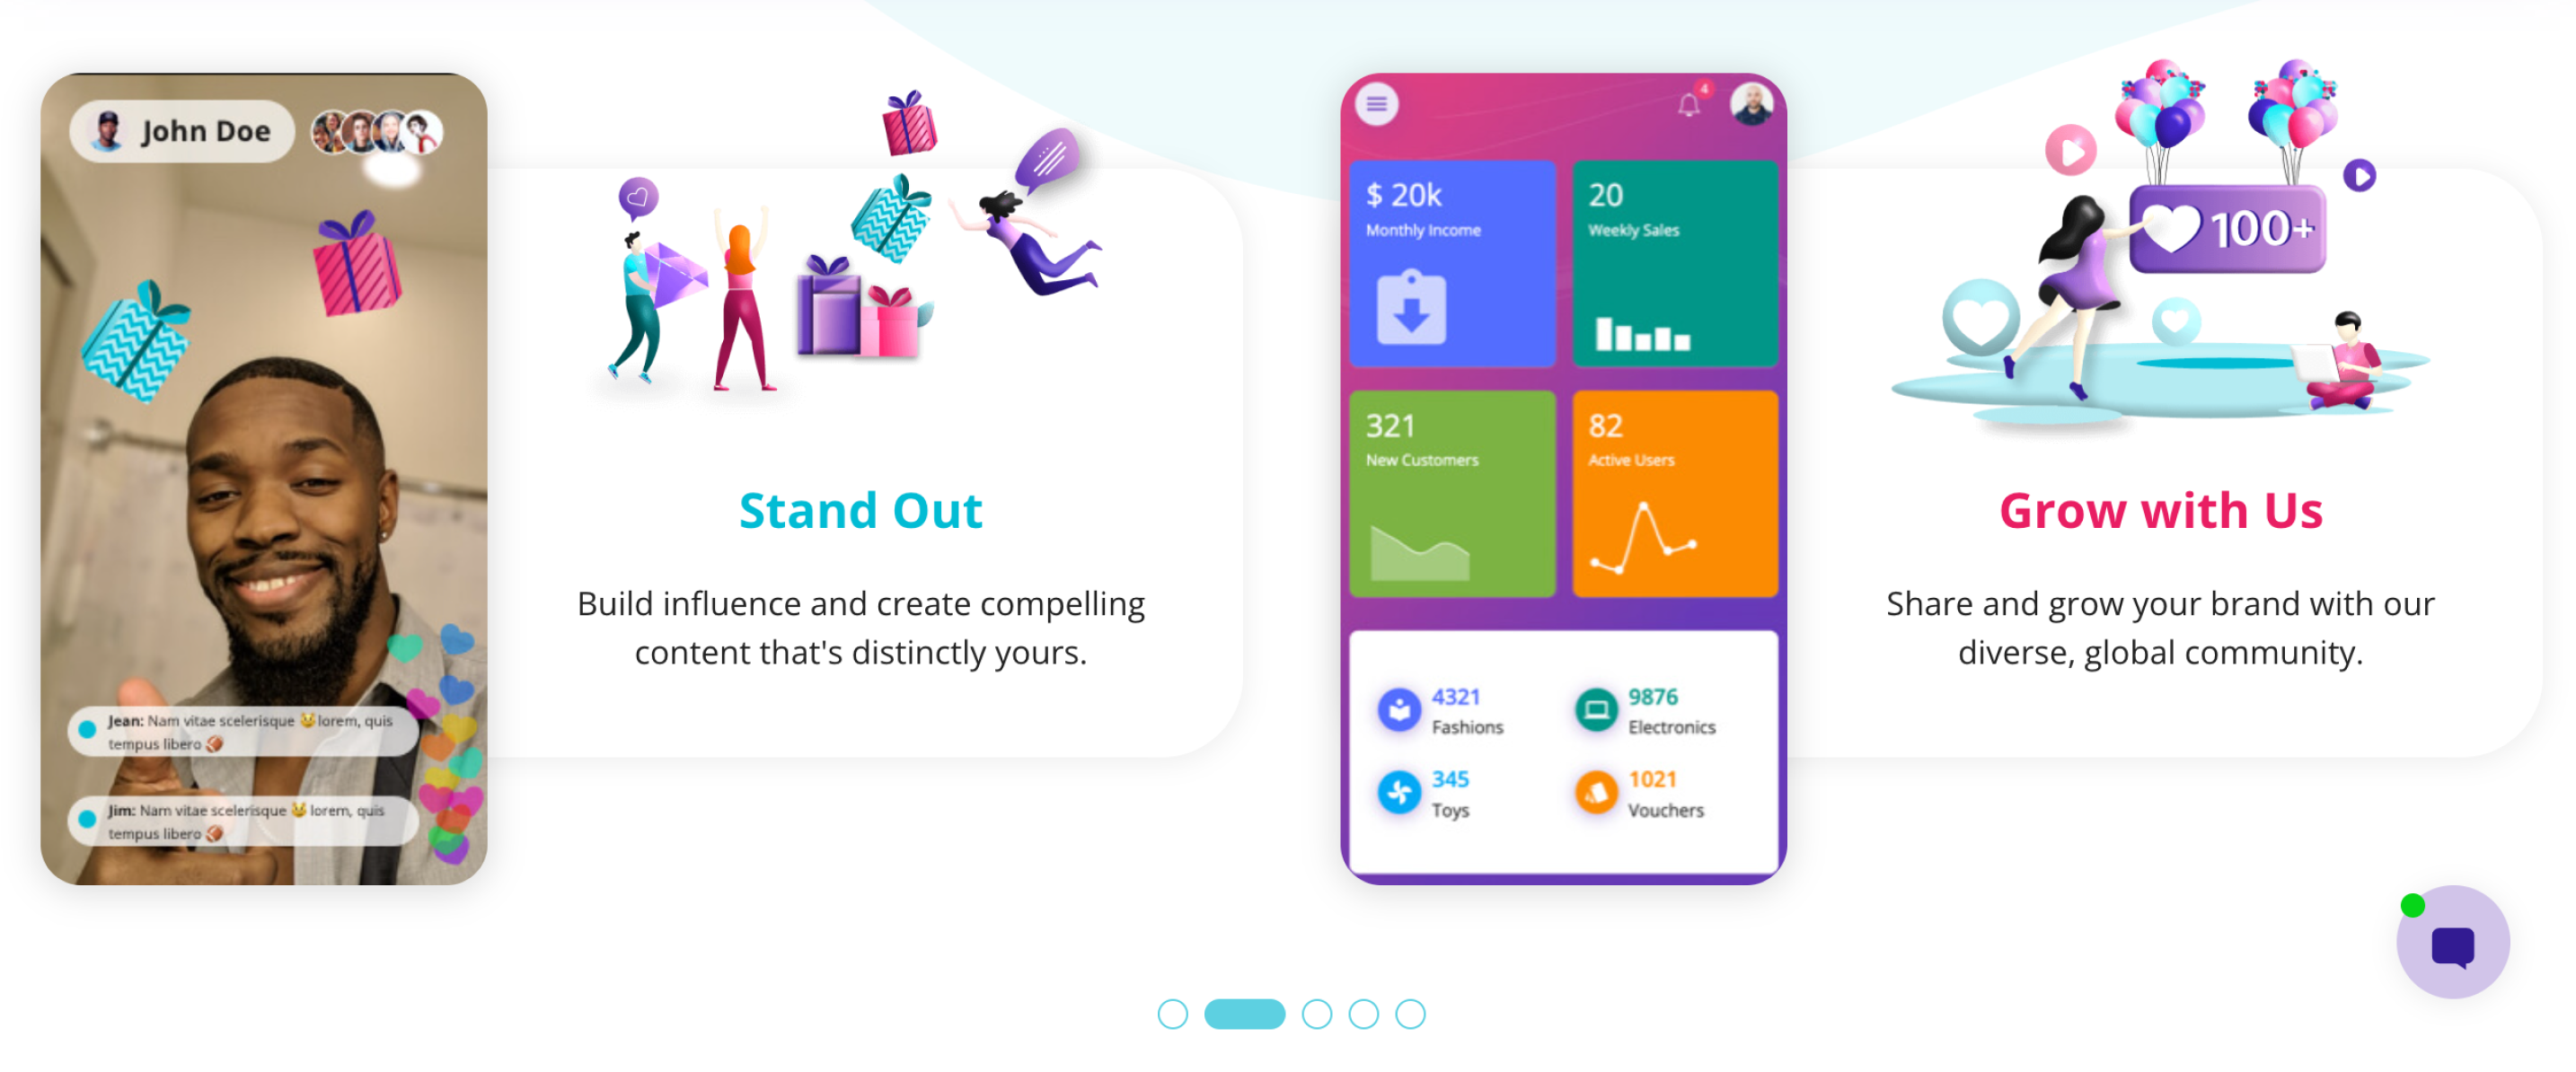 John Doe
Jean: Nam vitae scelerisque 😺 lorem, quis
tempus libero 🏈
Jim: Nam vitae scelerisque 😺 lorem, quis
tempus libero 🏈
Stand Out
Build influence and create compelling
content that's distinctly yours.
4
$ 20k
Monthly Income
20
Weekly Sales
321
New Customers
82
Active Users
4321
Fashions
9876
Electronics
345
Toys
1021
Vouchers
100+
Grow with Us
Share and grow your brand with our
diverse, global community.